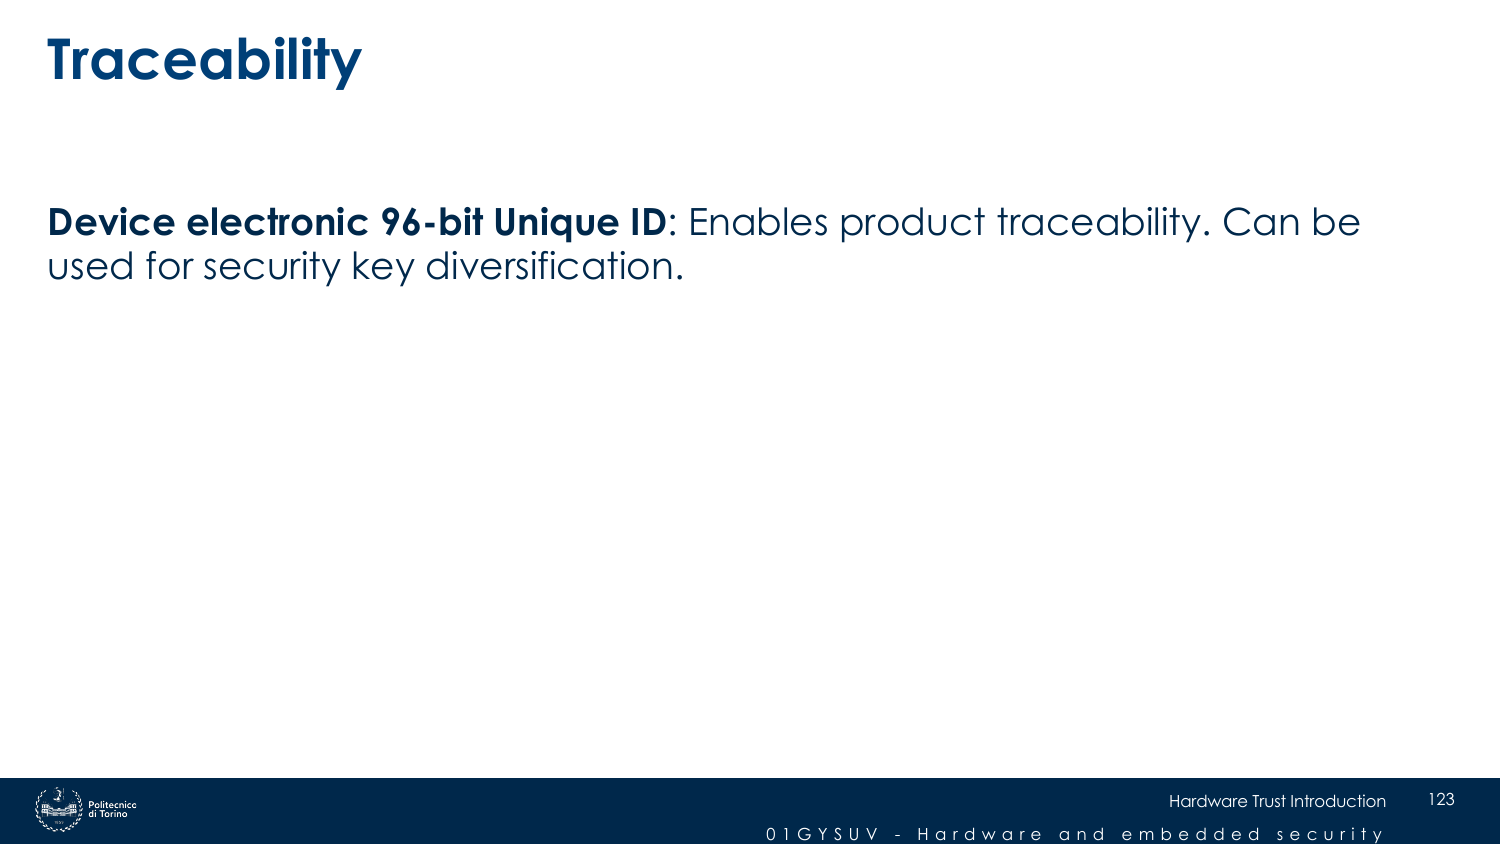 Traceability
Device electronic 96-bit Unique ID: Enables product traceability. Can be
used for security key diversification.
Politecnico
di Torino
Hardware Trust Introduction
123
01GYSUV - Hardware and embedded security